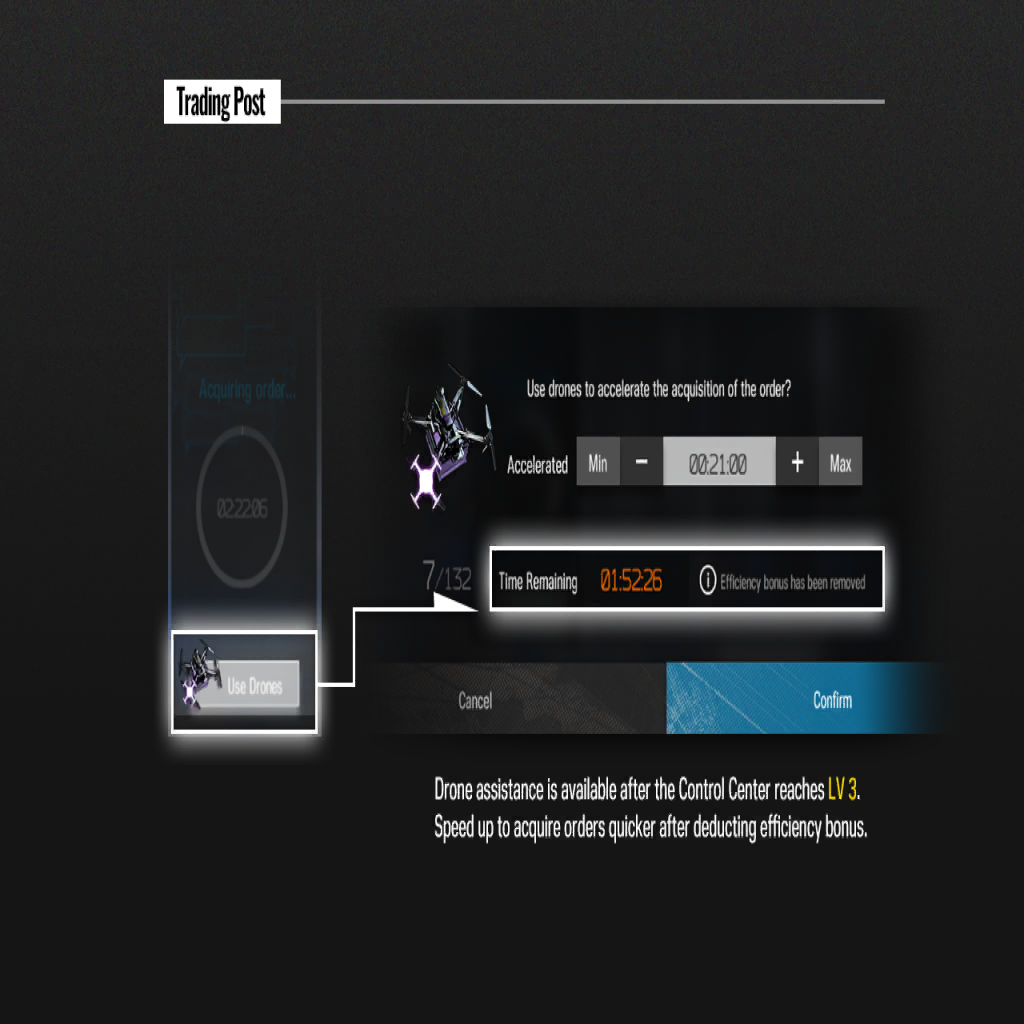 Trading Post
Acquiring order...
02:22:06
Use Drones
Use drones to accelerate the acquisition of the order?
Accelerated Min − 00:21:00 + Max
7/132
Time Remaining 01:52:26 Efficiency bonus has been removed
Cancel Confirm
Drone assistance is available after the Control Center reaches LV 3.
Speed up to acquire orders quicker after deducting efficiency bonus.